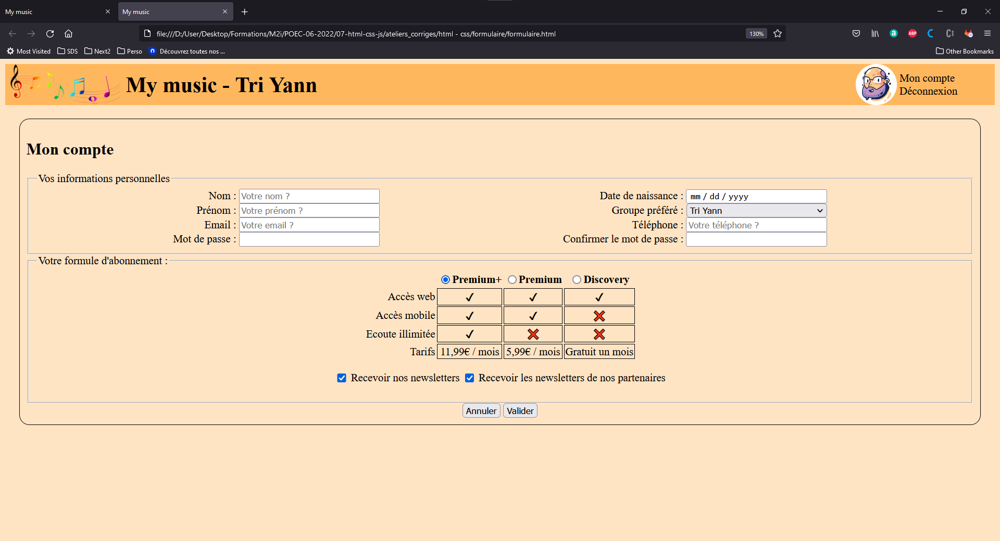 My music
My music
file:///D:/User/Desktop/Formations/M2i/POEC-06-2022/07-html-css-js/ateliers_corriges/html - css/formulaire/formulaire.html
130%
ABP
Most Visited
SDS
Next2
Perso
Découvrez toutes nos ...
Other Bookmarks
My music - Tri Yann
Mon compte
Déconnexion
Mon compte
Vos informations personnelles
Nom : Votre nom ?
Date de naissance : mm / dd / yyyy
Prénom : Votre prénom ?
Groupe préféré : Tri Yann
Email : Votre email ?
Téléphone : Votre téléphone ?
Mot de passe :
Confirmer le mot de passe :
Votre formule d'abonnement :
Premium+ Premium Discovery
Accès web ✓ ✓ ✓
Accès mobile ✓ ✓ ❌
Ecoute illimitée ✓ ❌ ❌
Tarifs 11,99€ / mois 5,99€ / mois Gratuit un mois
Recevoir nos newsletters Recevoir les newsletters de nos partenaires
Annuler Valider